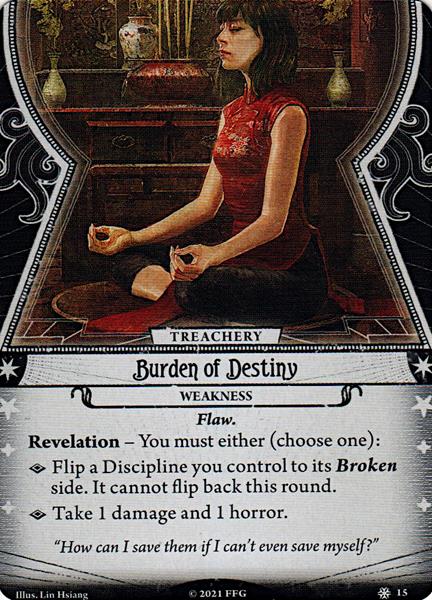 TREACHERY
Burden of Destiny
WEAKNESS
Flaw.
Revelation – You must either (choose one):
Flip a Discipline you control to its Broken
side. It cannot flip back this round.
Take 1 damage and 1 horror.
"How can I save them if I can't even save myself?"
Illus. Lin Hsiang © 2021 FFG 15